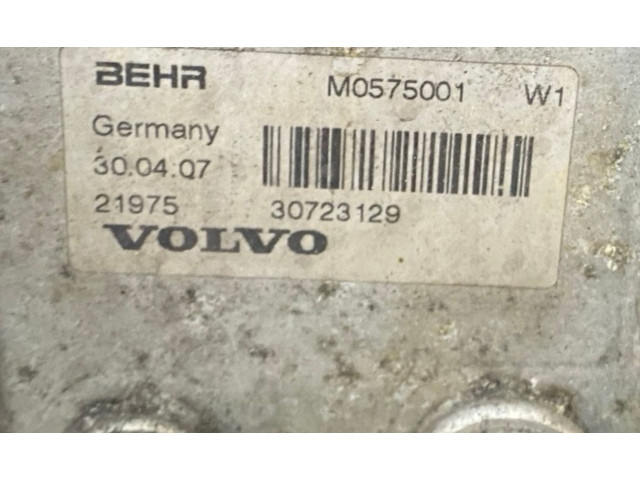 BEHR M0575001 W1
Germany
30.04.07
21975 30723129
VOLVO